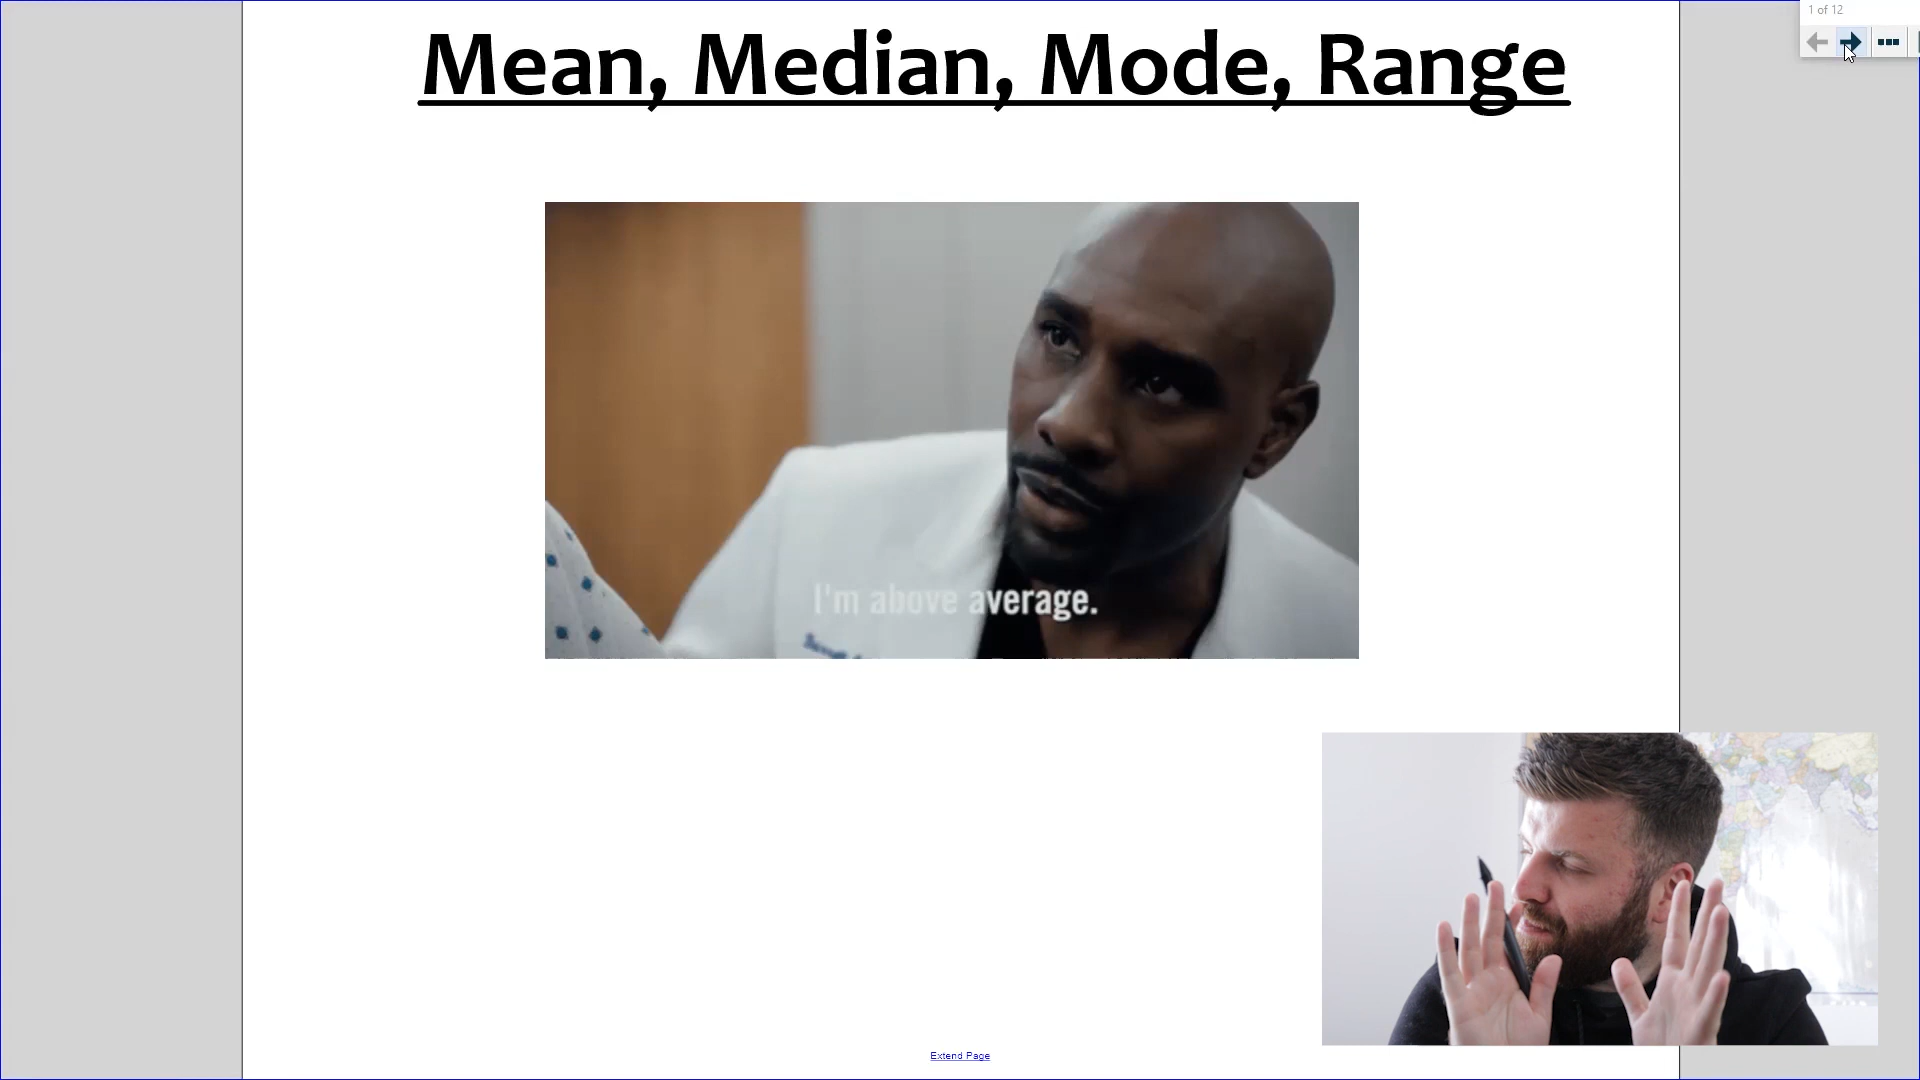 1 of 12
Mean, Median, Mode, Range
I'm above average.
Extend Page